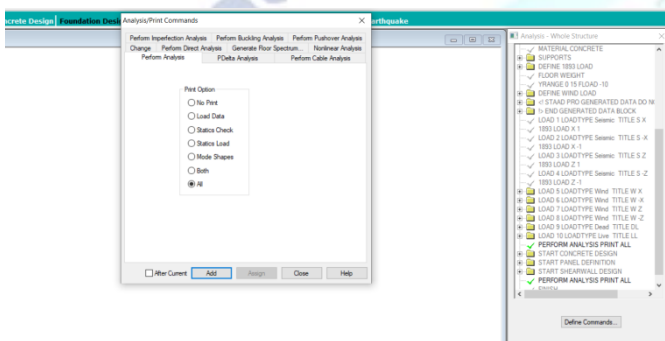 crete Design Foundation Desi
arthquake
Analysis/Print Commands
Perform Imperfection Analysis Perform Buckling Analysis Perform Pushover Analysis
Change Perform Direct Analysis Generate Floor Spectrum... Nonlinear Analysis
Perform Analysis PDelta Analysis Perform Cable Analysis
Print Option
No Print
Load Data
Statics Check
Statics Load
Mode Shapes
Both
All
After Current Add Assign Close Help
Analysis - Whole Structure
MATERIAL CONCRETE
SUPPORTS
DEFINE 1893 LOAD
FLOOR WEIGHT
YRANGE 0 15 FLOAD -10
DEFINE WIND LOAD
<! STAAD PRO GENERATED DATA DO N
!> END GENERATED DATA BLOCK
LOAD 1 LOADTYPE Seismic TITLE S X
1893 LOAD X 1
LOAD 2 LOADTYPE Seismic TITLE S -X
1893 LOAD X -1
LOAD 3 LOADTYPE Seismic TITLE S Z
1893 LOAD Z 1
LOAD 4 LOADTYPE Seismic TITLE S -Z
1893 LOAD Z -1
LOAD 5 LOADTYPE Wind TITLE W X
LOAD 6 LOADTYPE Wind TITLE W -X
LOAD 7 LOADTYPE Wind TITLE W Z
LOAD 8 LOADTYPE Wind TITLE W -Z
LOAD 9 LOADTYPE Dead TITLE DL
LOAD 10 LOADTYPE Live TITLE LL
PERFORM ANALYSIS PRINT ALL
START CONCRETE DESIGN
START PANEL DEFINITION
START SHEARWALL DESIGN
PERFORM ANALYSIS PRINT ALL
FINISH
Define Commands...